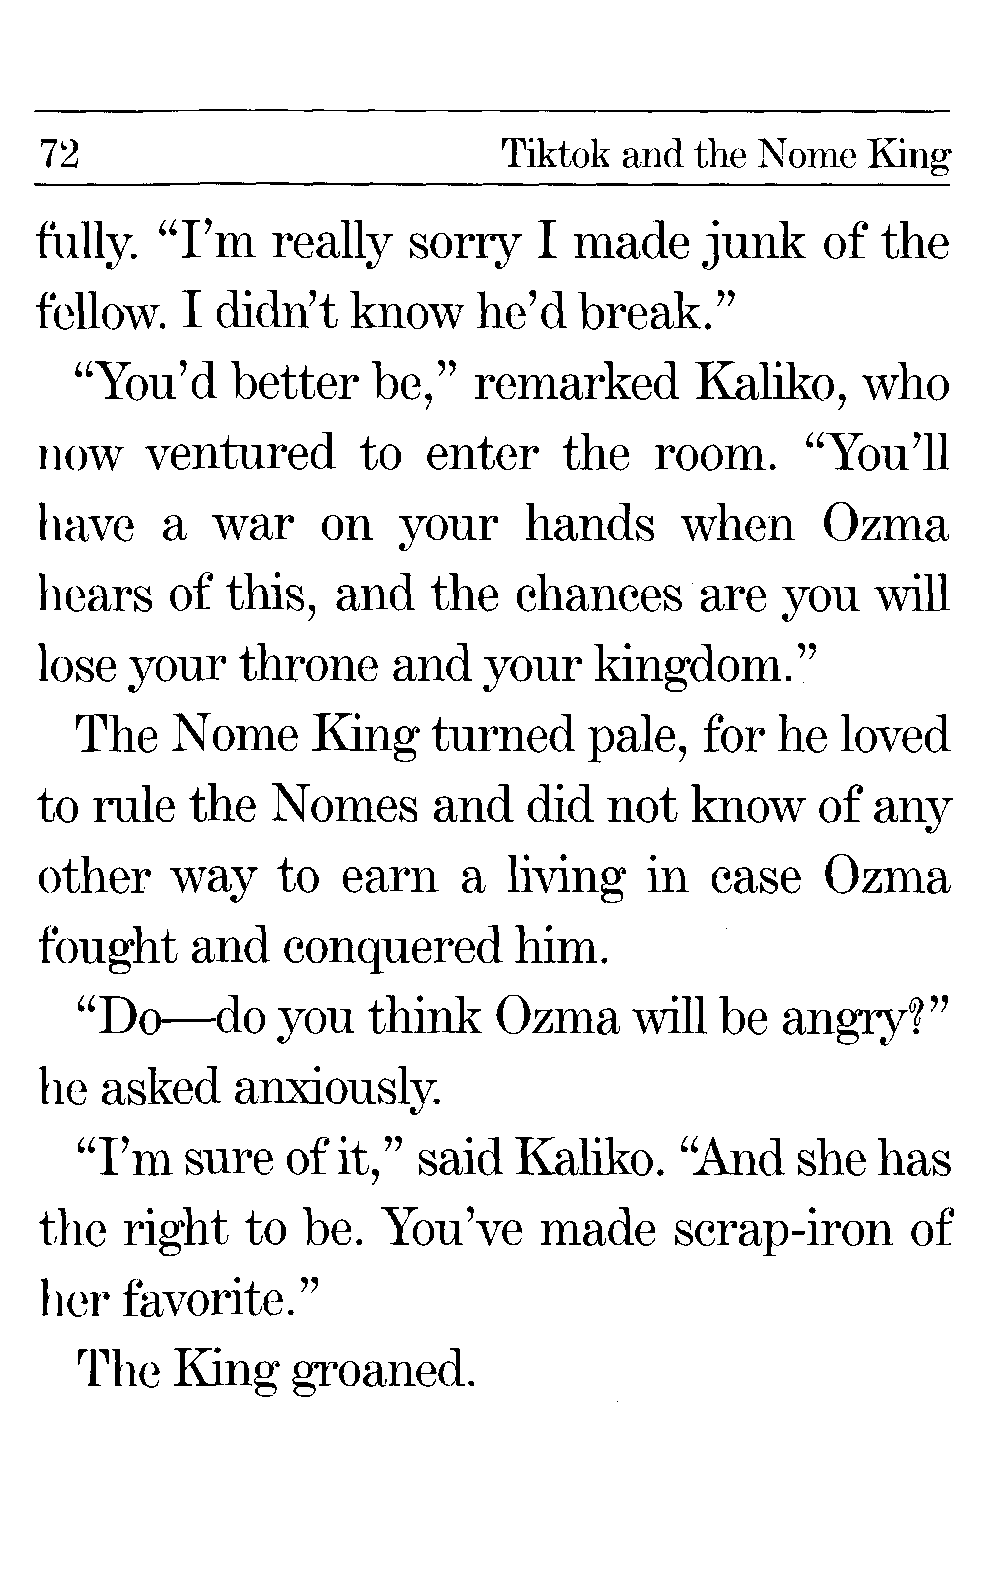 72 Tiktok and the Nome King
fully. “I’m really sorry I made junk of the
fellow. I didn’t know he’d break.”
“You’d better be,” remarked Kaliko, who
now ventured to enter the room. “You’ll
have a war on your hands when Ozma
hears of this, and the chances are you will
lose your throne and your kingdom.”
The Nome King turned pale, for he loved
to rule the Nomes and did not know of any
other way to earn a living in case Ozma
fought and conquered him.
“Do—do you think Ozma will be angry?”
he asked anxiously.
“I’m sure of it,” said Kaliko. “And she has
the right to be. You’ve made scrap-iron of
her favorite.”
The King groaned.